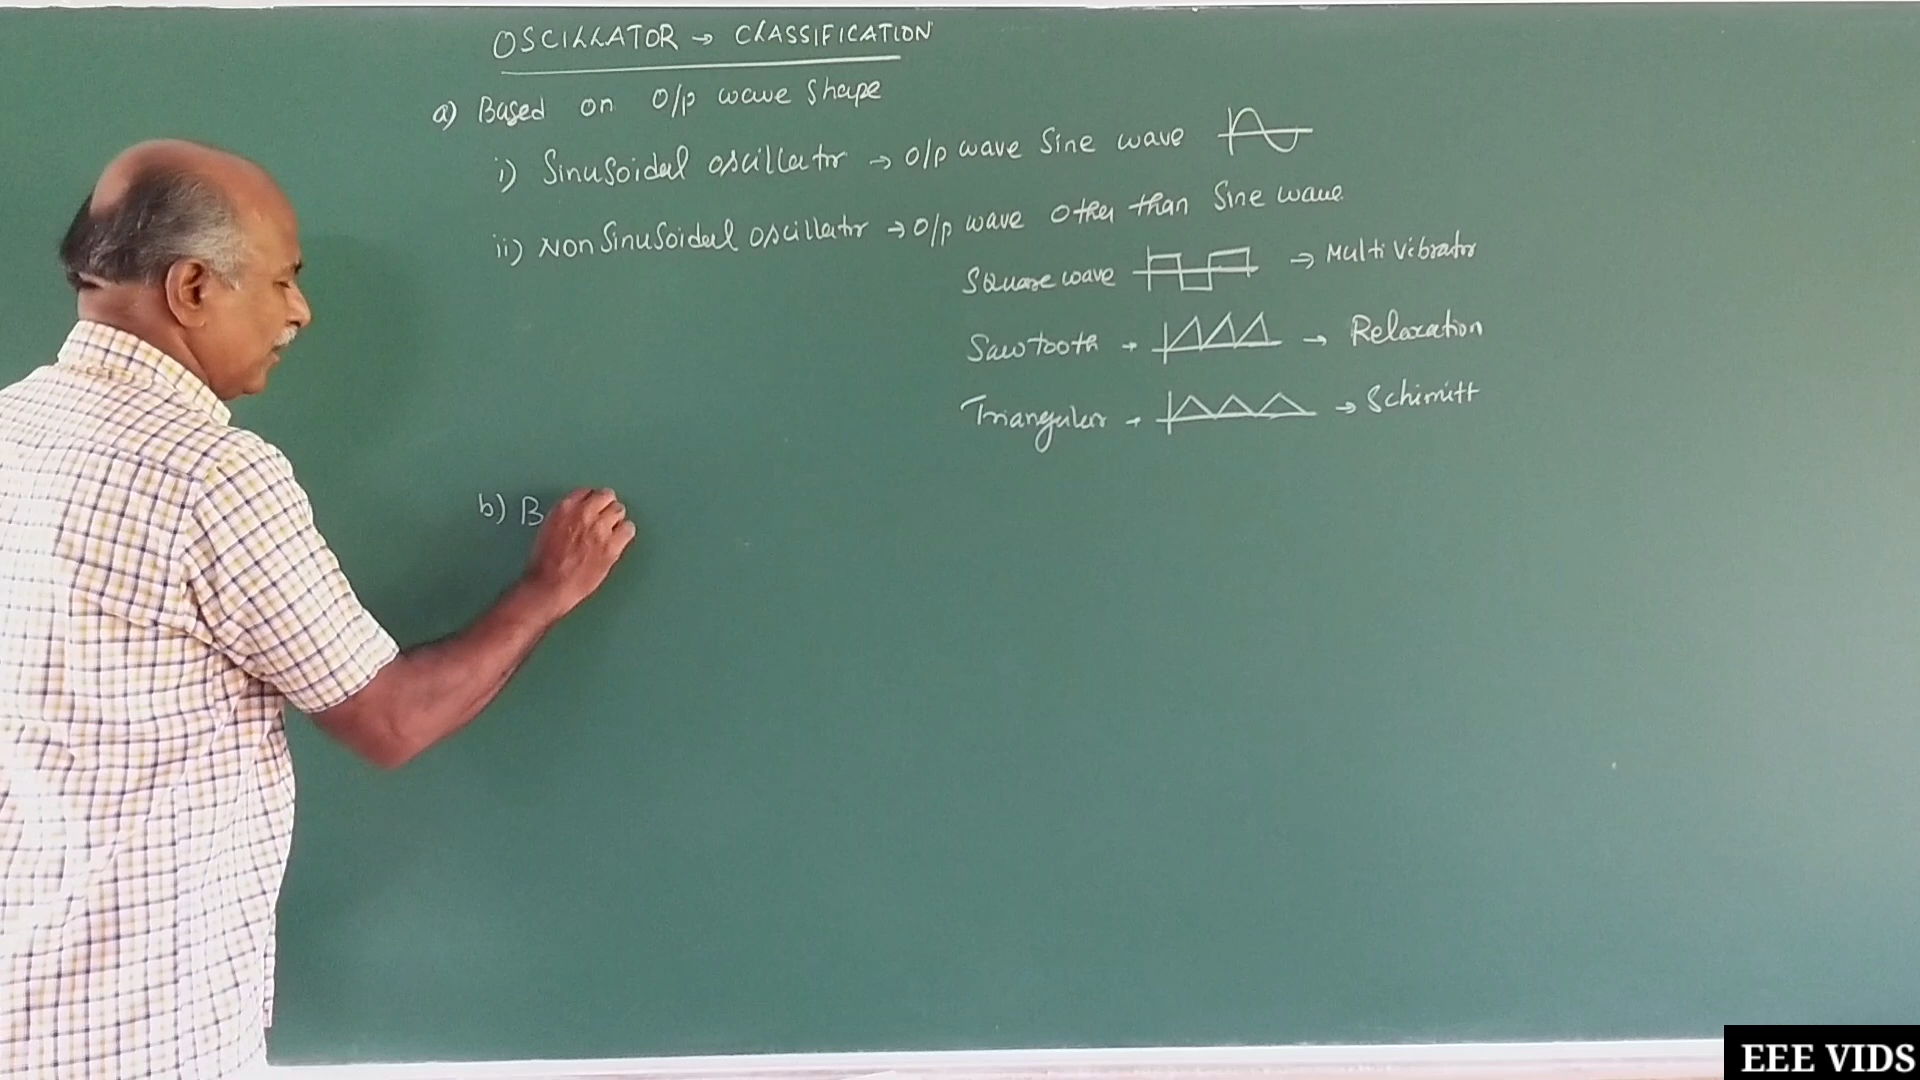 OSCILLATOR → CLASSIFICATION
a) Based on O/p wave shape
i) Sinusoidal oscillator → O/p wave Sine wave
ii) Non Sinusoidal oscillator → O/p wave other than Sine wave
Square wave → Multi Vibrator
Sawtooth → → Relaxation
Triangular → → Schimitt
b) B
EEE VIDS